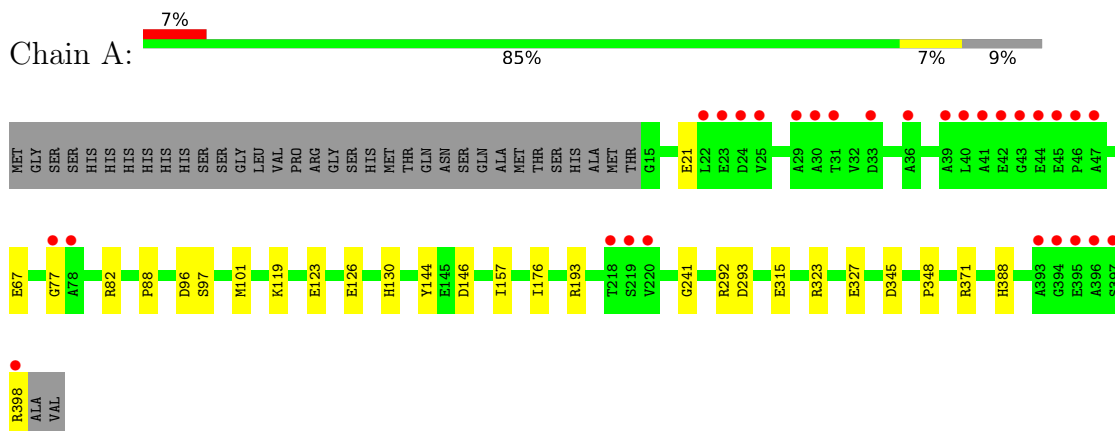 7%
Chain A:
85% 7% 9%
MET GLY SER SER HIS HIS HIS HIS HIS HIS SER SER GLY LEU VAL PRO ARG GLY SER HIS MET THR GLN ASN SER GLN ALA MET THR SER HIS ALA MET THR G15 E21 L22 E23 D24 V25 A29 A30 T31 V32 D33 A36 A39 L40 A41 E42 G43 E44 E45 P46 A47
E67 G77 A78 R82 P88 D96 S97 M101 K119 E123 E126 H130 Y144 E145 D146 I157 I176 R193 T218 S219 V220 G241 R292 D293 E315 R323 E327 D345 P348 R371 H388 A393 G394 E395 A396 S397
R398 ALA VAL